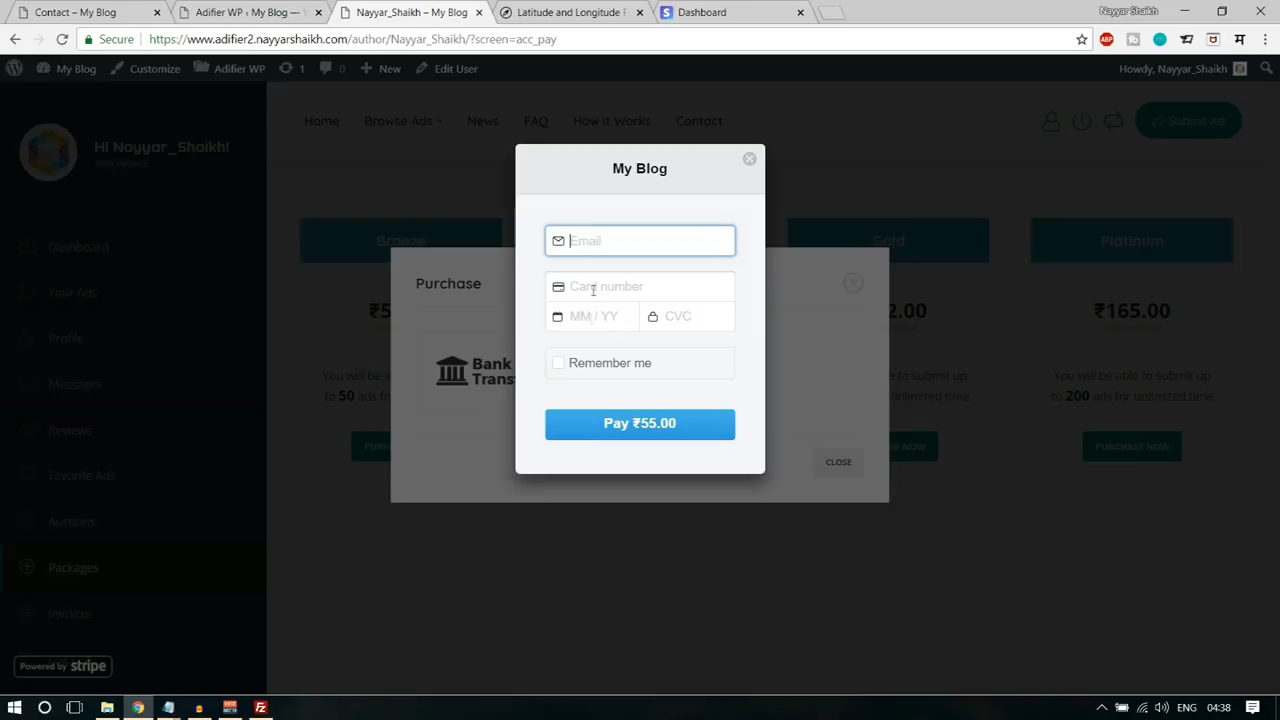 Nayyar Shaikh
Contact – My Blog
Adifier WP ‹ My Blog —
Nayyar_Shaikh – My Blog
Latitude and Longitude F
Dashboard
Secure
https://www.adifier2.nayyarshaikh.com/author/Nayyar_Shaikh/?screen=acc_pay
My Blog
Customize
Adifier WP
1
0
New
Edit User
Howdy, Nayyar_Shaikh
Hi Nayyar_Shaikh!
Home
Browse Ads
News
FAQ
How it Works
Contact
Submit Ad
My Blog
Email
Card number
MM / YY
CVC
Remember me
Pay ₹55.00
Bronze
Gold
Platinum
Purchase
₹165.00
Bank
You will be able to submit up
to 200 ads for unlimited time
to 50 ads for
PURCHASE NOW
CLOSE
Dashboard
Your Ads
Profile
Messages
Reviews
Favorite Ads
Auctions
Packages
Invoices
Powered by stripe
ENG
04:38